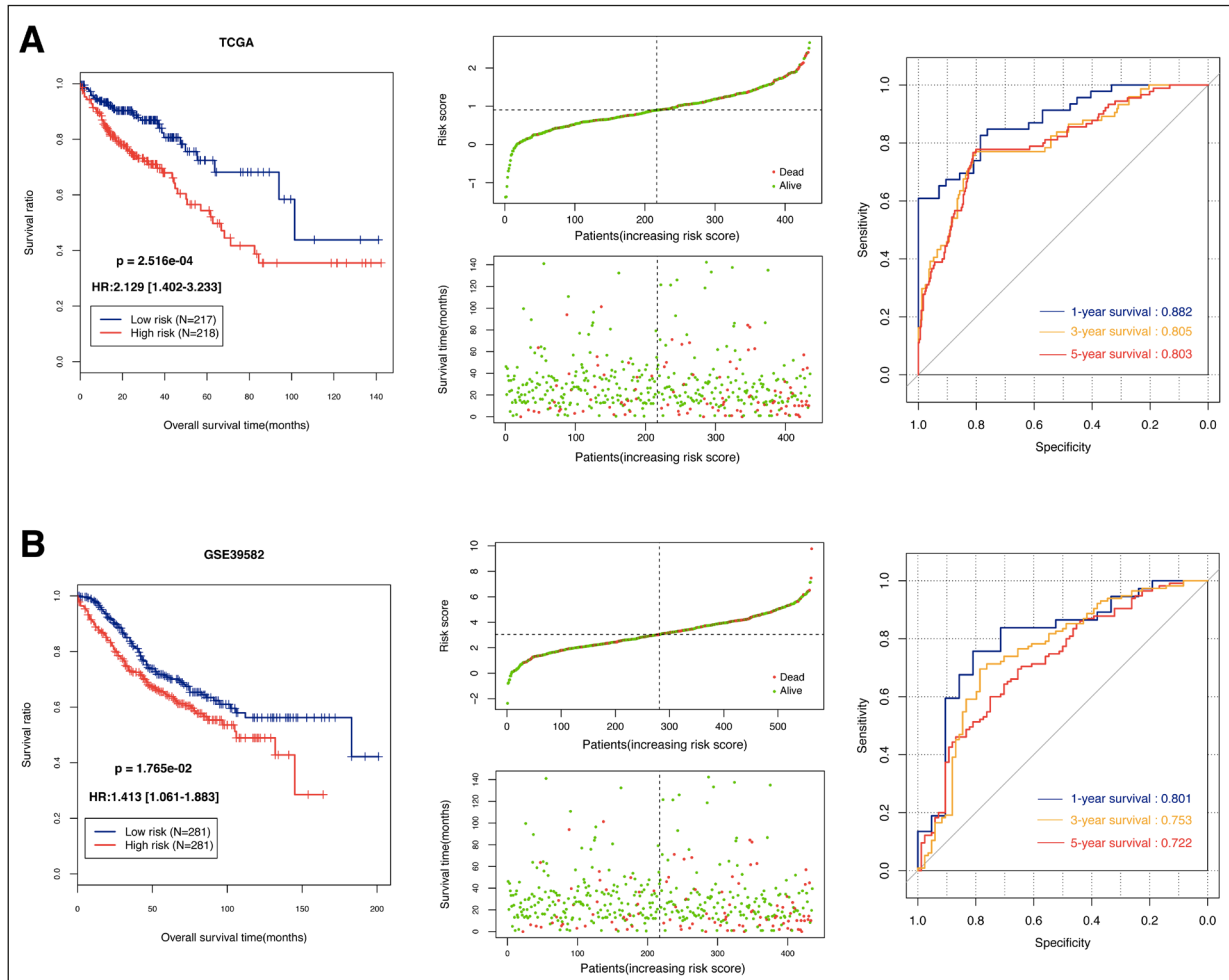 A
TCGA
Survival ratio
1.0
0.8
0.6
0.4
0.2
0.0
p = 2.516e-04
HR:2.129 [1.402-3.233]
Low risk (N=217)
High risk (N=218)
0 20 40 60 80 100 120 140
Overall survival time(months)
Risk score
2
1
0
−1
Dead
Alive
0 100 200 300 400
Patients(increasing risk score)
Survival time(months)
140
120
100
80
60
40
20
0
0 100 200 300 400
Patients(increasing risk score)
Sensitivity
1.0
0.8
0.6
0.4
0.2
0.0
1-year survival : 0.882
3-year survival : 0.805
5-year survival : 0.803
1.0 0.8 0.6 0.4 0.2 0.0
Specificity
B
GSE39582
Survival ratio
1.0
0.8
0.6
0.4
0.2
0.0
p = 1.765e-02
HR:1.413 [1.061-1.883]
Low risk (N=281)
High risk (N=281)
0 50 100 150 200
Overall survival time(months)
Risk score
10
8
6
4
2
0
−2
Dead
Alive
0 100 200 300 400 500
Patients(increasing risk score)
Survival time(months)
140
120
100
80
60
40
20
0
0 100 200 300 400
Patients(increasing risk score)
Sensitivity
1.0
0.8
0.6
0.4
0.2
0.0
1-year survival : 0.801
3-year survival : 0.753
5-year survival : 0.722
1.0 0.8 0.6 0.4 0.2 0.0
Specificity